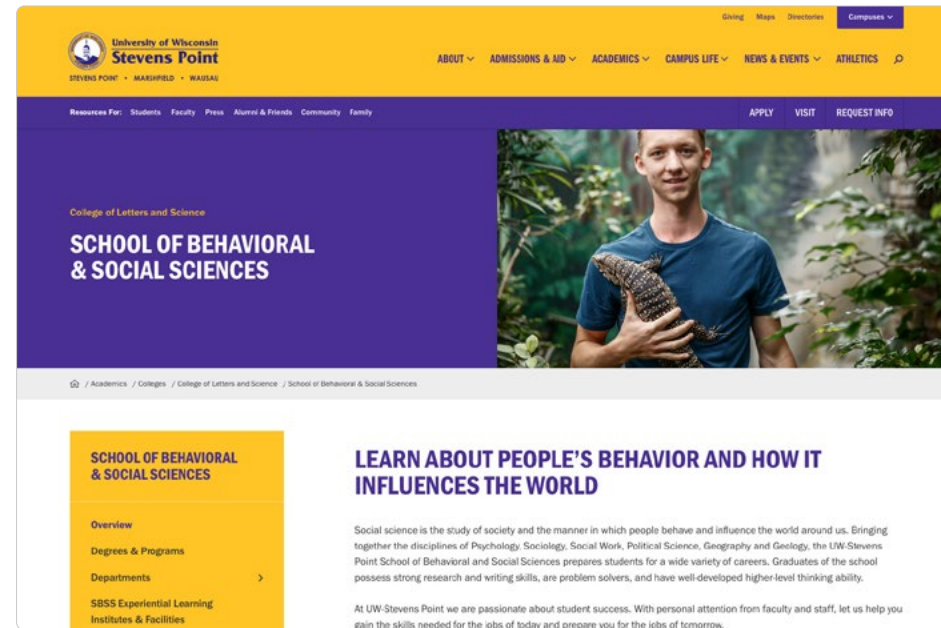 Giving Maps Directories Campuses
University of Wisconsin
Stevens Point
STEVENS POINT • MARSHFIELD • WAUSAU
ABOUT ADMISSIONS & AID ACADEMICS CAMPUS LIFE NEWS & EVENTS ATHLETICS
Resources For: Students Faculty Press Alumni & Friends Community Family
APPLY VISIT REQUEST INFO
College of Letters and Science
SCHOOL OF BEHAVIORAL
& SOCIAL SCIENCES
/ Academics / Colleges / College of Letters and Science / School of Behavioral & Social Sciences
SCHOOL OF BEHAVIORAL
& SOCIAL SCIENCES
Overview
Degrees & Programs
Departments
SBSS Experiential Learning
Institutes & Facilities
LEARN ABOUT PEOPLE'S BEHAVIOR AND HOW IT
INFLUENCES THE WORLD
Social science is the study of society and the manner in which people behave and influence the world around us. Bringing
together the disciplines of Psychology, Sociology, Social Work, Political Science, Geography and Geology, the UW-Stevens
Point School of Behavioral and Social Sciences prepares students for a wide variety of careers. Graduates of the school
possess strong research and writing skills, are problem solvers, and have well-developed higher-level thinking ability.
At UW-Stevens Point we are passionate about student success. With personal attention from faculty and staff, let us help you
gain the skills needed for the jobs of today and prepare you for the jobs of tomorrow.